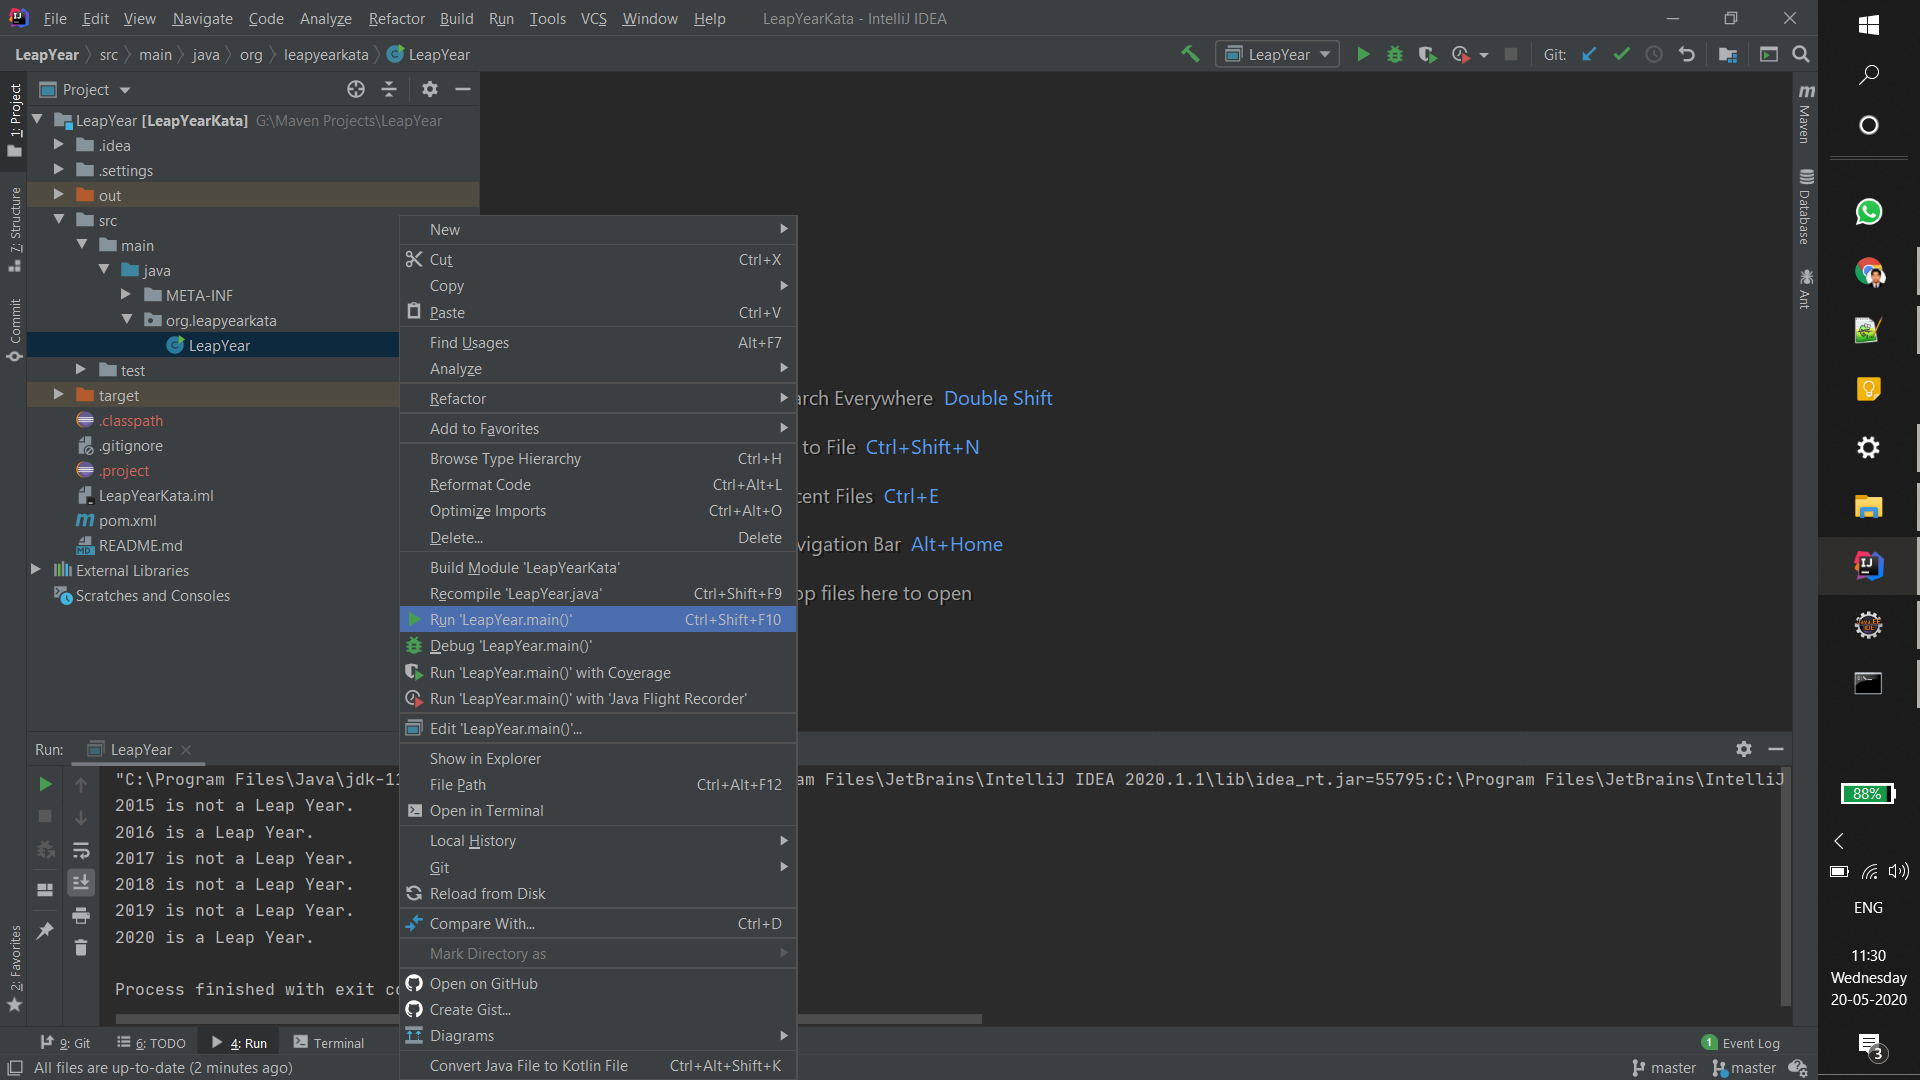 File Edit View Navigate Code Analyze Refactor Build Run Tools VCS Window Help LeapYearKata - IntelliJ IDEA
LeapYear src main java org leapyearkata LeapYear
LeapYear Git:
1: Project
7: Structure
Commit
2: Favorites
Project
LeapYear [LeapYearKata] G:\Maven Projects\LeapYear
.idea
.settings
out
src
main
java
META-INF
org.leapyearkata
LeapYear
test
target
.classpath
.gitignore
.project
LeapYearKata.iml
pom.xml
README.md
External Libraries
Scratches and Consoles
New
Cut Ctrl+X
Copy
Paste Ctrl+V
Find Usages Alt+F7
Analyze
Refactor
Add to Favorites
Browse Type Hierarchy Ctrl+H
Reformat Code Ctrl+Alt+L
Optimize Imports Ctrl+Alt+O
Delete... Delete
Build Module 'LeapYearKata'
Recompile 'LeapYear.java' Ctrl+Shift+F9
Run 'LeapYear.main()' Ctrl+Shift+F10
Debug 'LeapYear.main()'
Run 'LeapYear.main()' with Coverage
Run 'LeapYear.main()' with 'Java Flight Recorder'
Edit 'LeapYear.main()'...
Show in Explorer
File Path Ctrl+Alt+F12
Open in Terminal
Local History
Git
Reload from Disk
Compare With... Ctrl+D
Mark Directory as
Open on GitHub
Create Gist...
Diagrams
Convert Java File to Kotlin File Ctrl+Alt+Shift+K
arch Everywhere Double Shift
to File Ctrl+Shift+N
cent Files Ctrl+E
vigation Bar Alt+Home
op files here to open
Maven
Database
Ant
Run: LeapYear
"C:\Program Files\Java\jdk-11 am Files\JetBrains\IntelliJ IDEA 2020.1.1\lib\idea_rt.jar=55795:C:\Program Files\JetBrains\IntelliJ
2015 is not a Leap Year.
2016 is a Leap Year.
2017 is not a Leap Year.
2018 is not a Leap Year.
2019 is not a Leap Year.
2020 is a Leap Year.
Process finished with exit co
9: Git 6: TODO 4: Run Terminal 1 Event Log
All files are up-to-date (2 minutes ago) master master
88%
ENG
11:30
Wednesday
20-05-2020
3